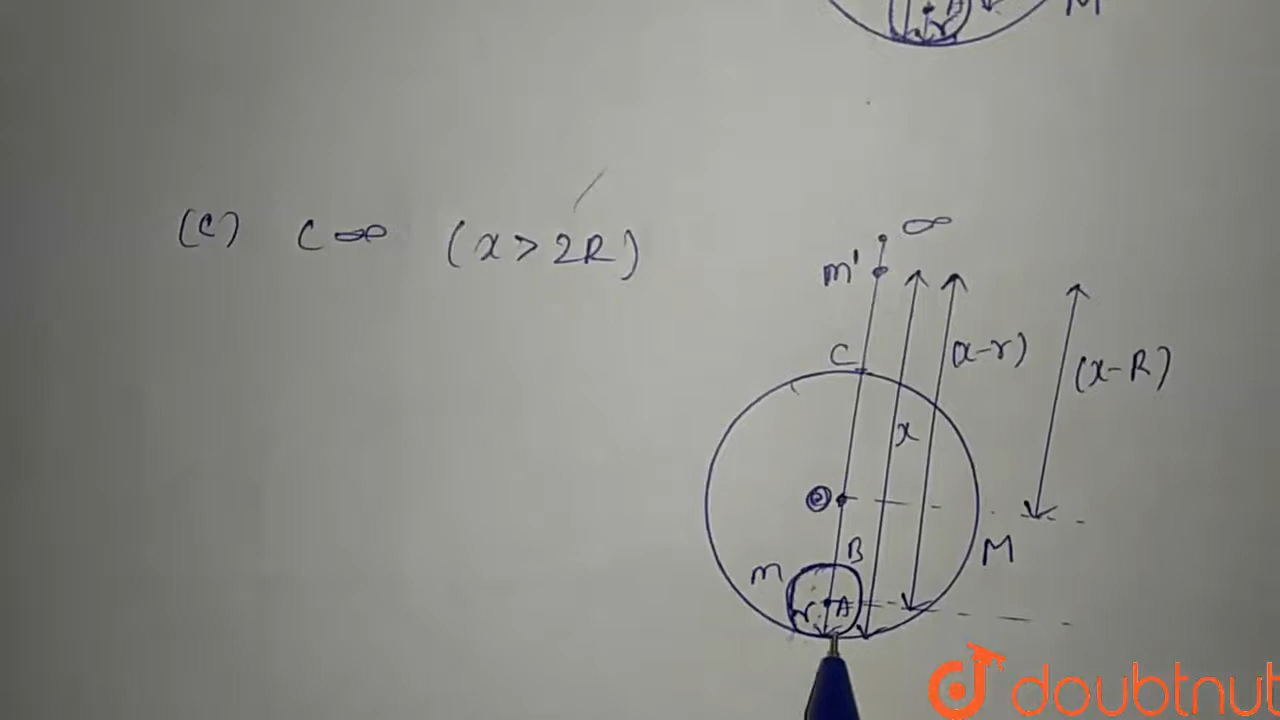 A
r
M
(c) C∞ (x > 2R)
∞
m'
C
(x-r)
(x-R)
x
O
B
M
m
r
A
doubtnut